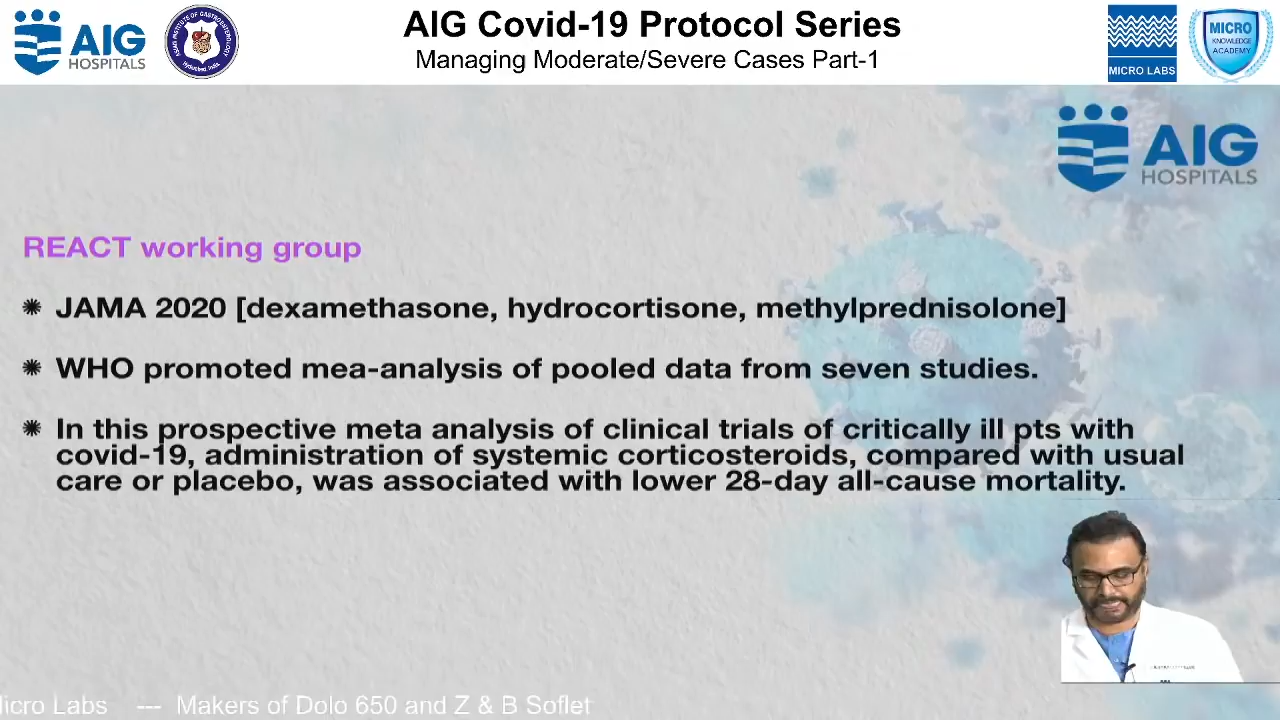 AIG
HOSPITALS
AIG Covid-19 Protocol Series
Managing Moderate/Severe Cases Part-1
MICRO LABS
MICRO
KNOWLEDGE
ACADEMY
AIG
HOSPITALS
REACT working group
JAMA 2020 [dexamethasone, hydrocortisone, methylprednisolone]
WHO promoted mea-analysis of pooled data from seven studies.
In this prospective meta analysis of clinical trials of critically ill pts with
covid-19, administration of systemic corticosteroids, compared with usual
care or placebo, was associated with lower 28-day all-cause mortality.
icro Labs --- Makers of Dolo 650 and Z & B Soflet